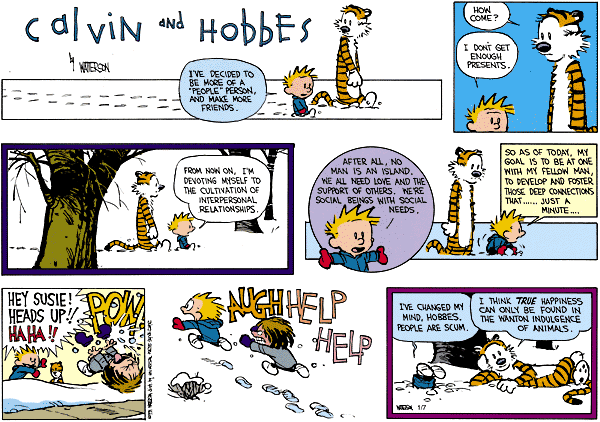 Calvin and HobbEs
by WATTERSON
I'VE DECIDED TO
BE MORE OF A
"PEOPLE" PERSON,
AND MAKE MORE
FRIENDS.
HOW
COME?
I DON'T GET
ENOUGH
PRESENTS.
FROM NOW ON, I'M
DEVOTING MYSELF TO
THE CULTIVATION OF
INTERPERSONAL
RELATIONSHIPS.
AFTER ALL, NO
MAN IS AN ISLAND.
WE ALL NEED LOVE AND THE
SUPPORT OF OTHERS. WE'RE
SOCIAL BEINGS WITH SOCIAL
NEEDS.
SO AS OF TODAY, MY
GOAL IS TO BE AT ONE
WITH MY FELLOW MAN,
TO DEVELOP AND FOSTER
THOSE DEEP CONNECTIONS
THAT...... JUST A
MINUTE....
HEY SUSIE!
HEADS UP!!
HA HA!!
POW!
AUGH HELP
HELP
I'VE CHANGED MY
MIND, HOBBES.
PEOPLE ARE SCUM.
I THINK TRUE HAPPINESS
CAN ONLY BE FOUND IN
THE WANTON INDULGENCE
OF ANIMALS.
WATTERSON 1/7